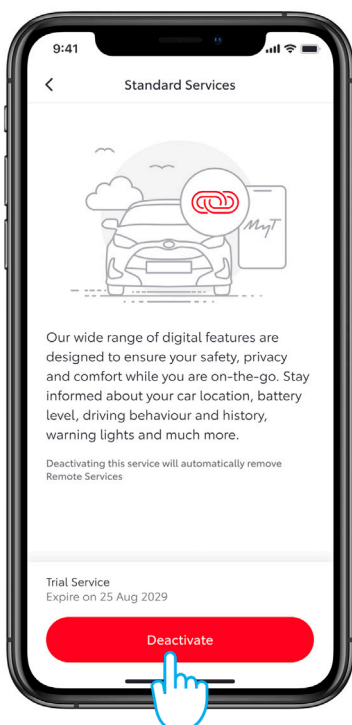 9:41
Standard Services
MyT
Our wide range of digital features are
designed to ensure your safety, privacy
and comfort while you are on-the-go. Stay
informed about your car location, battery
level, driving behaviour and history,
warning lights and much more.
Deactivating this service will automatically remove
Remote Services
Trial Service
Expire on 25 Aug 2029
Deactivate